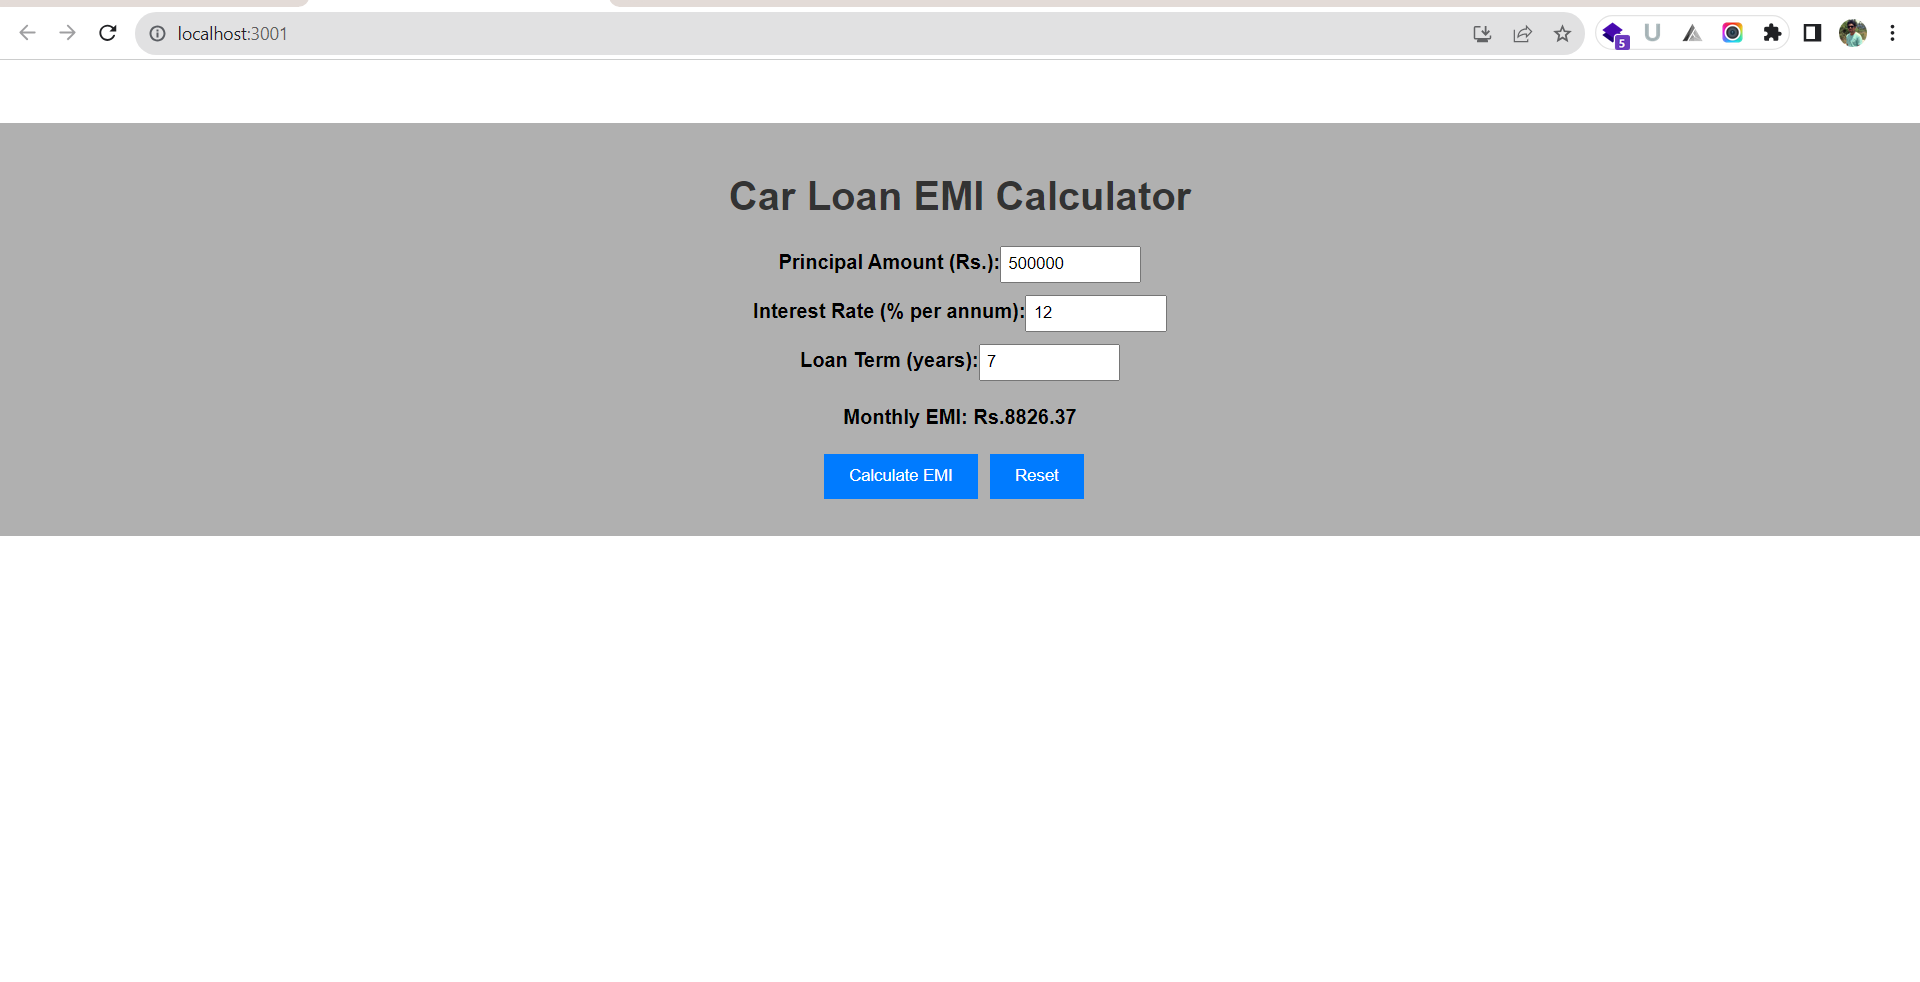 localhost:3001
5
U
Car Loan EMI Calculator
Principal Amount (Rs.): 500000
Interest Rate (% per annum): 12
Loan Term (years): 7
Monthly EMI: Rs.8826.37
Calculate EMI Reset